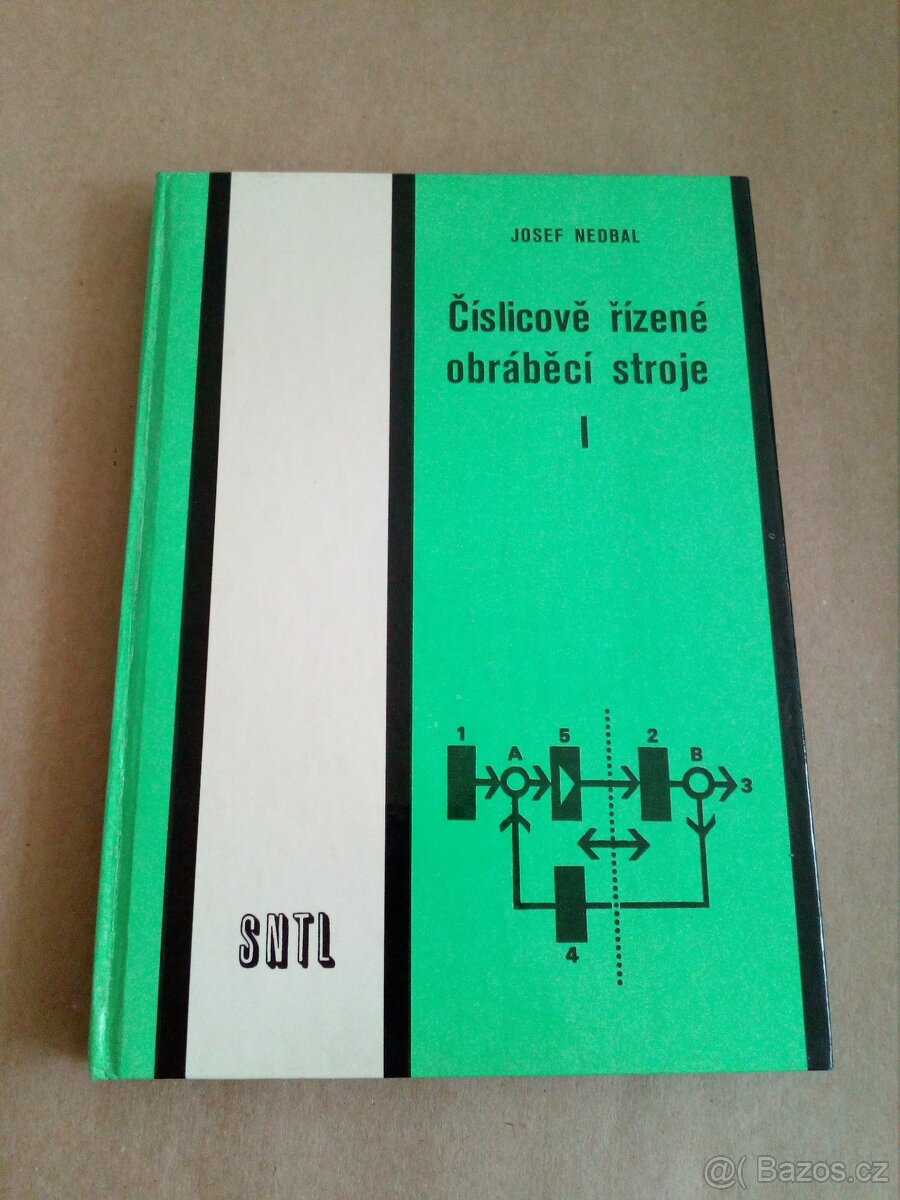 JOSEF NEDBAL
Číslicově řízené
obráběcí stroje
I
1
A
5
2
B
3
4
SNTL
@( Bazos.cz